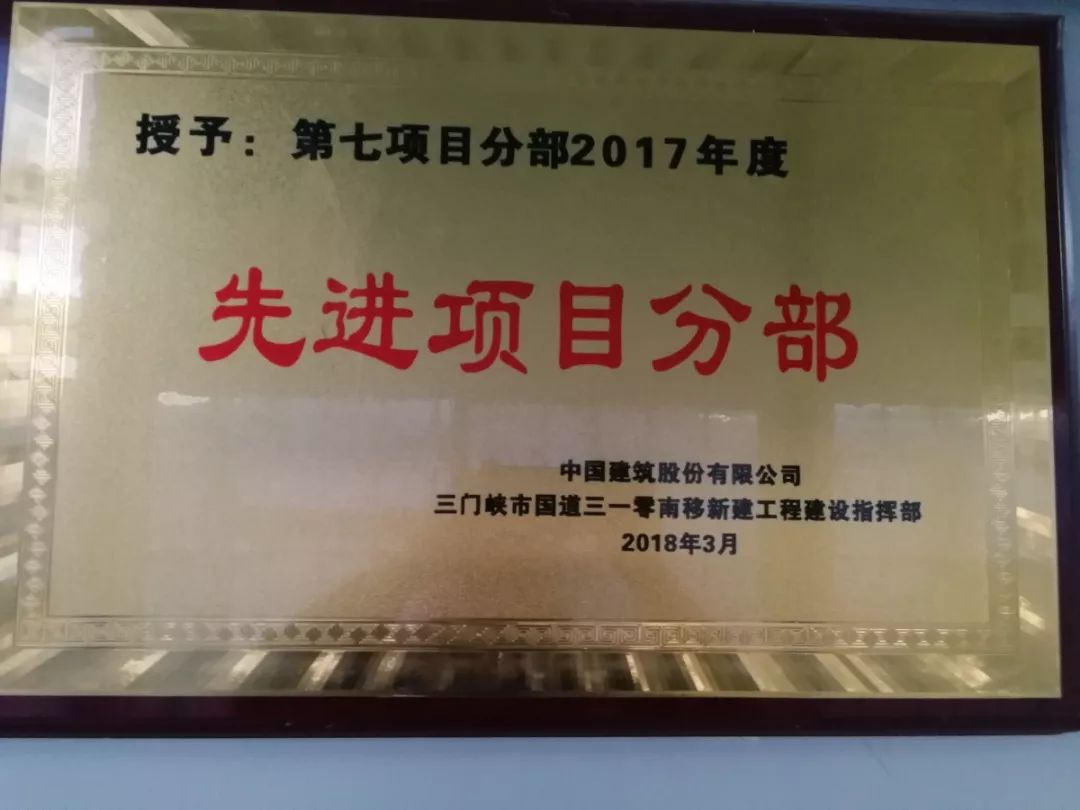 授予：第七项目分部2017年度
先进项目分部
中国建筑股份有限公司
三门峡市国道三一零南移新建工程建设指挥部
2018年3月